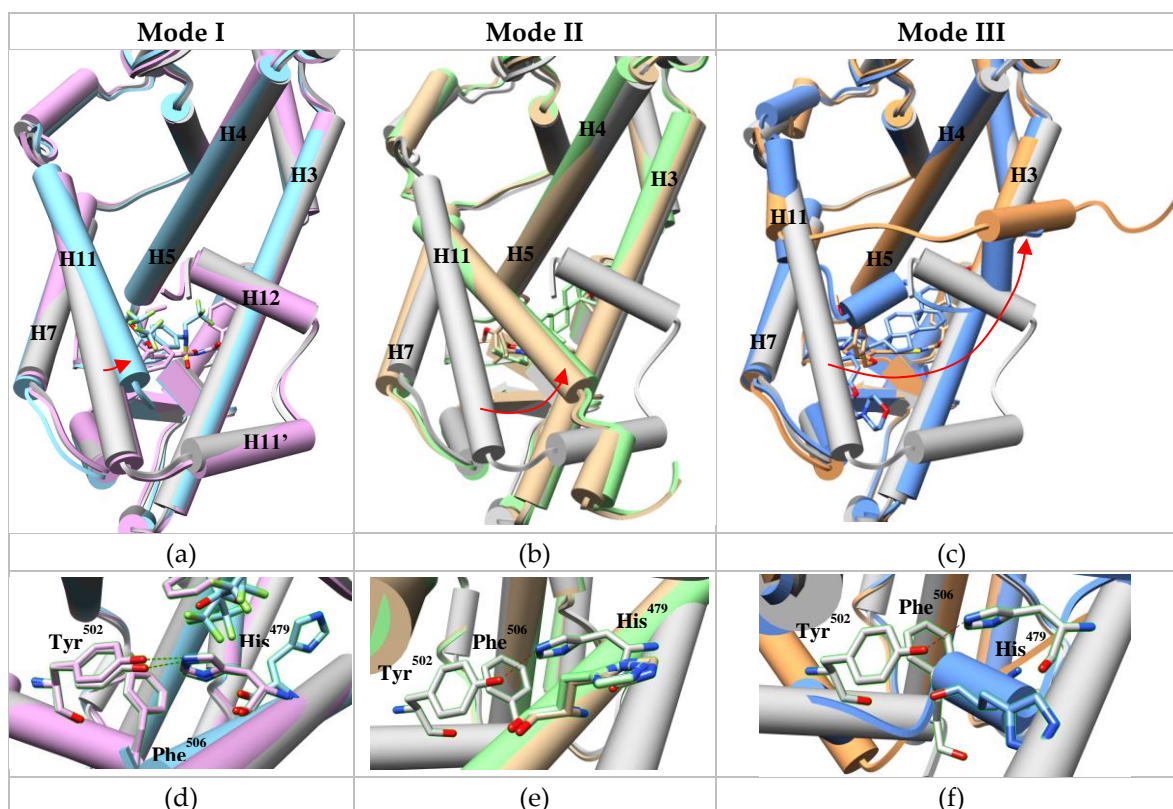 Mode I Mode II Mode III
H4
H3
H11
H5
H12
H7
H11’
H4
H3
H11
H5
H7
H4
H3
H11
H5
H7
(a) (b) (c)
Tyr502
His479
Phe506
Phe506
His479
Tyr502
Phe506
Tyr502
His479
(d) (e) (f)